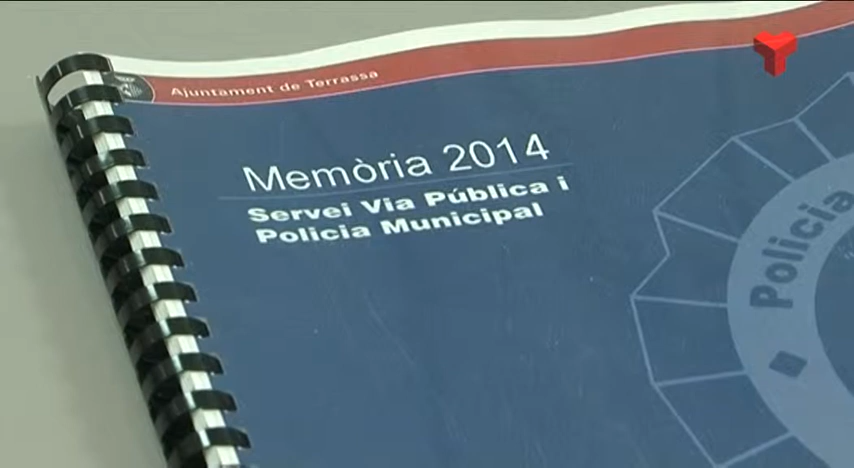 Ajuntament de Terrassa
Memòria 2014
Servei Via Pública i
Policia Municipal
Policia